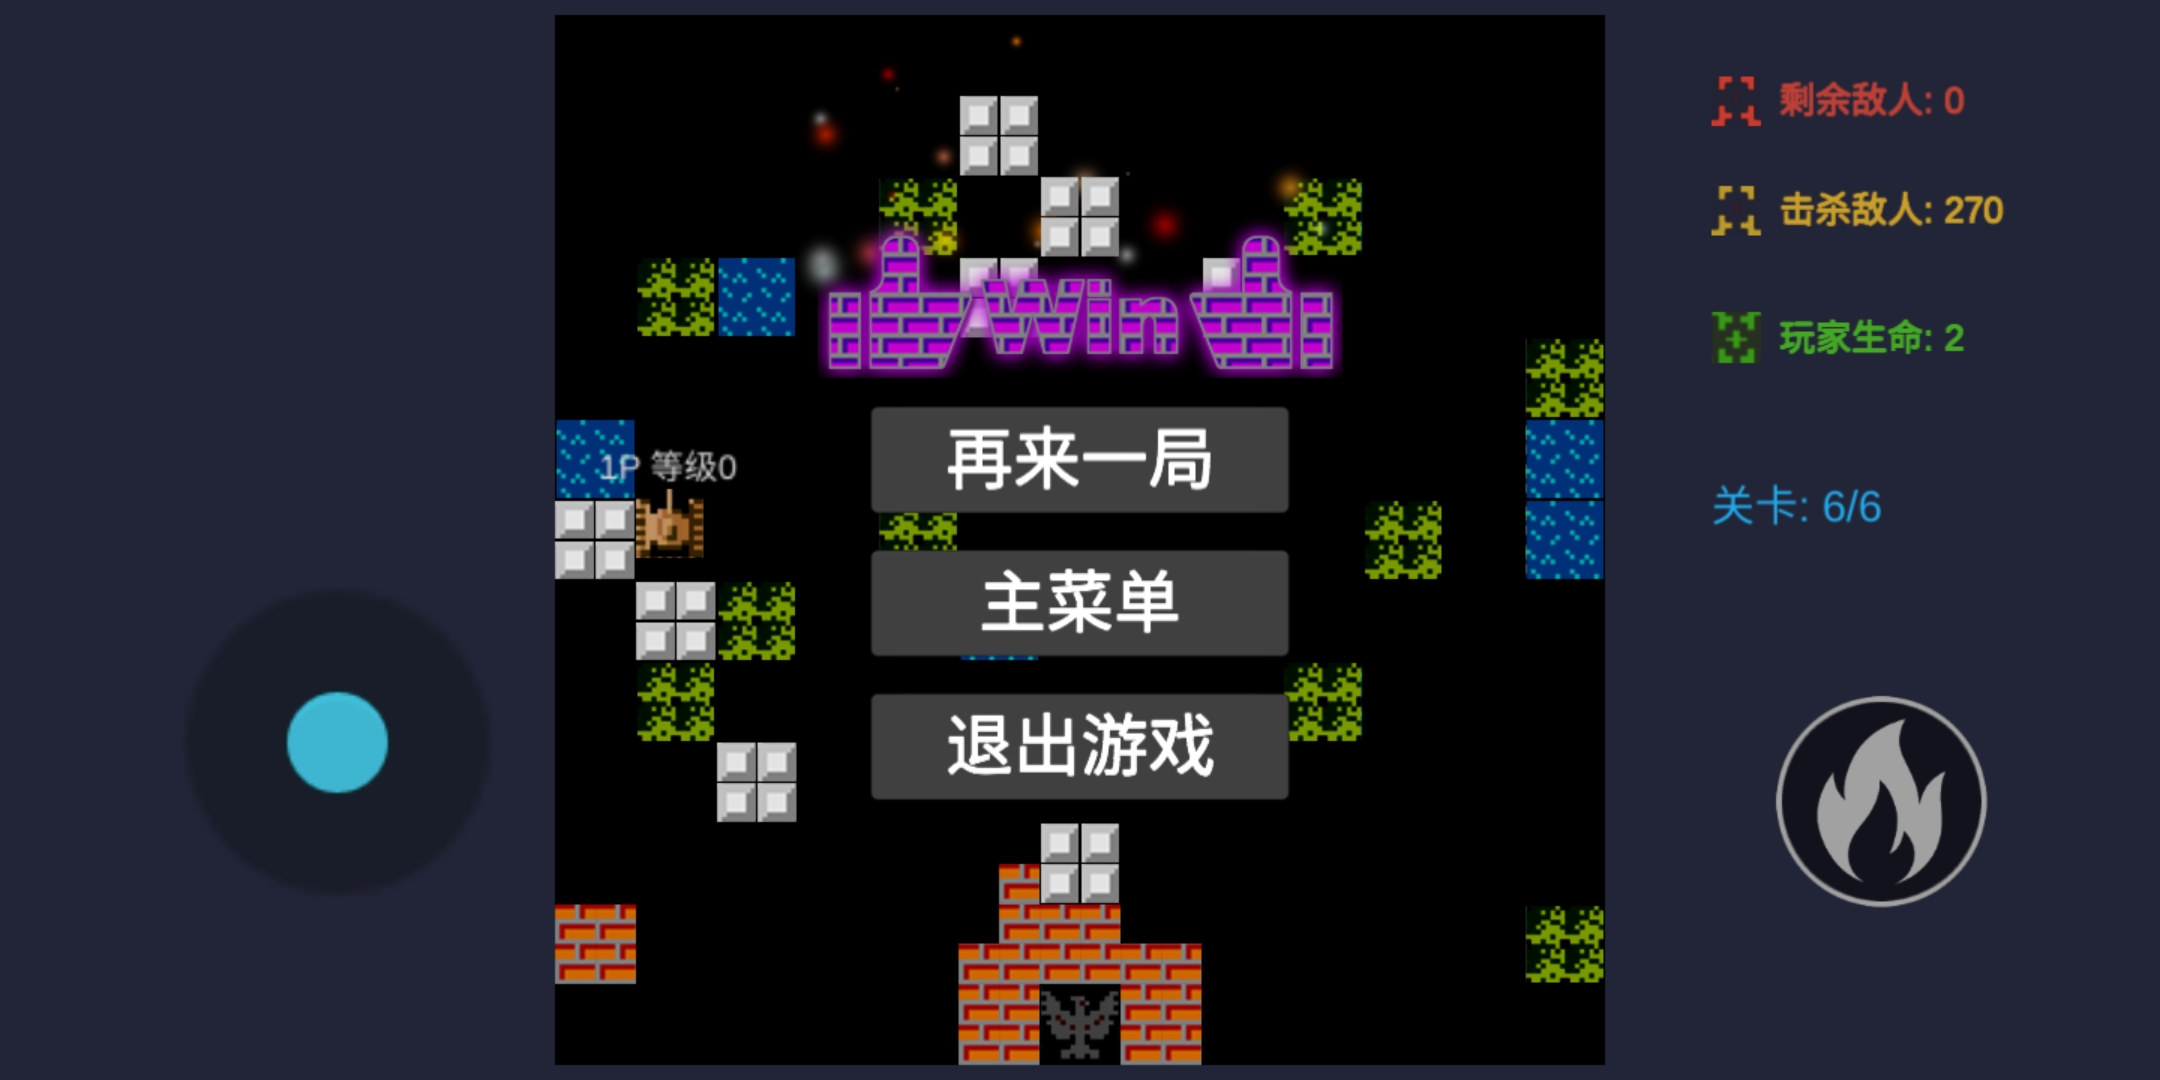 剩余敌人: 0
击杀敌人: 270
Win
玩家生命: 2
再来一局
1P 等级0
关卡: 6/6
主菜单
退出游戏